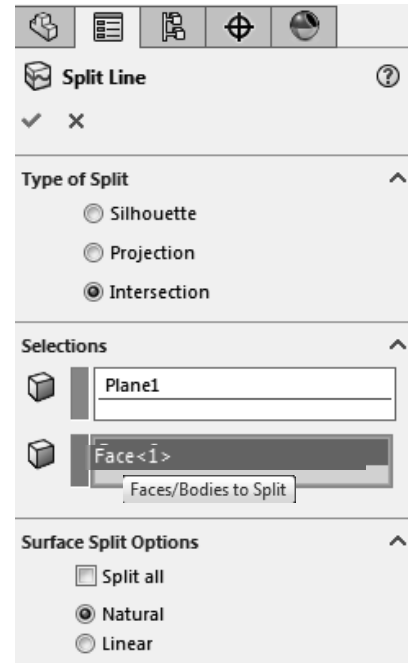 Split Line
Type of Split
Silhouette
Projection
Intersection
Selections
Plane1
Face<1>
Faces/Bodies to Split
Surface Split Options
Split all
Natural
Linear